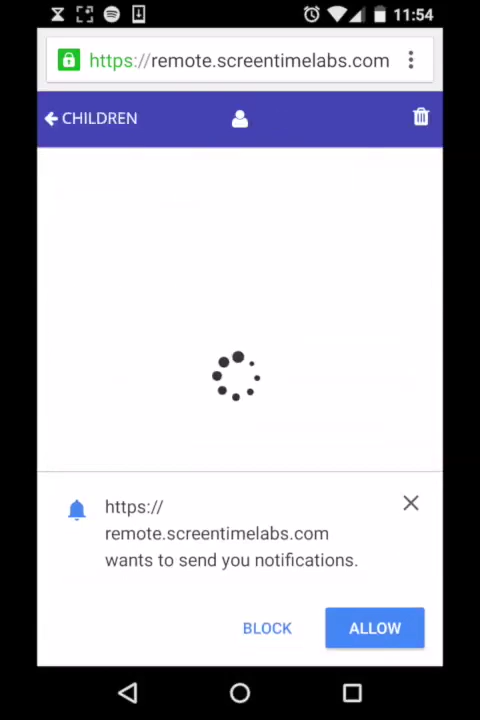 11:54
https://remote.screentimelabs.com
CHILDREN
https://
remote.screentimelabs.com
wants to send you notifications.
BLOCK
ALLOW